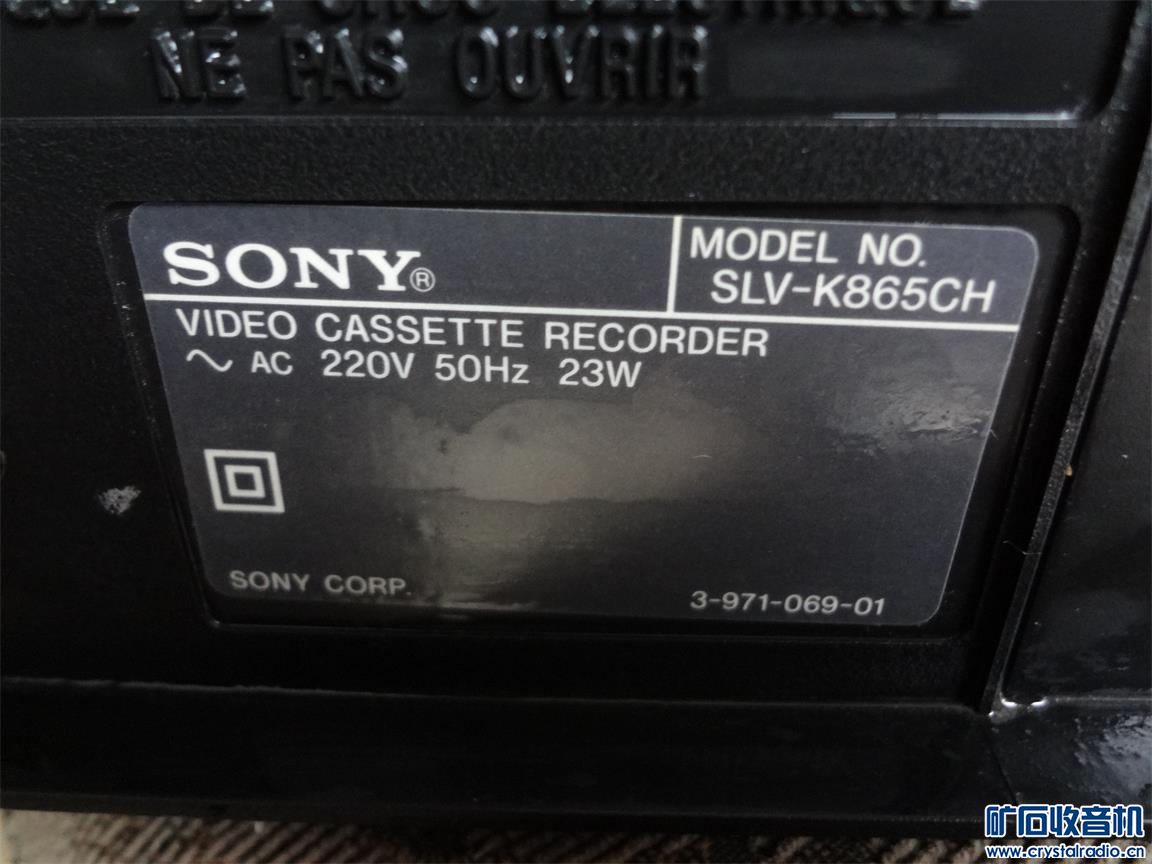 NE PAS OUVRIR
SONY®
MODEL NO.
SLV-K865CH
VIDEO CASSETTE RECORDER
~ AC 220V 50Hz 23W
SONY CORP.
3-971-069-01
矿石收音机
www.crystalradio.cn